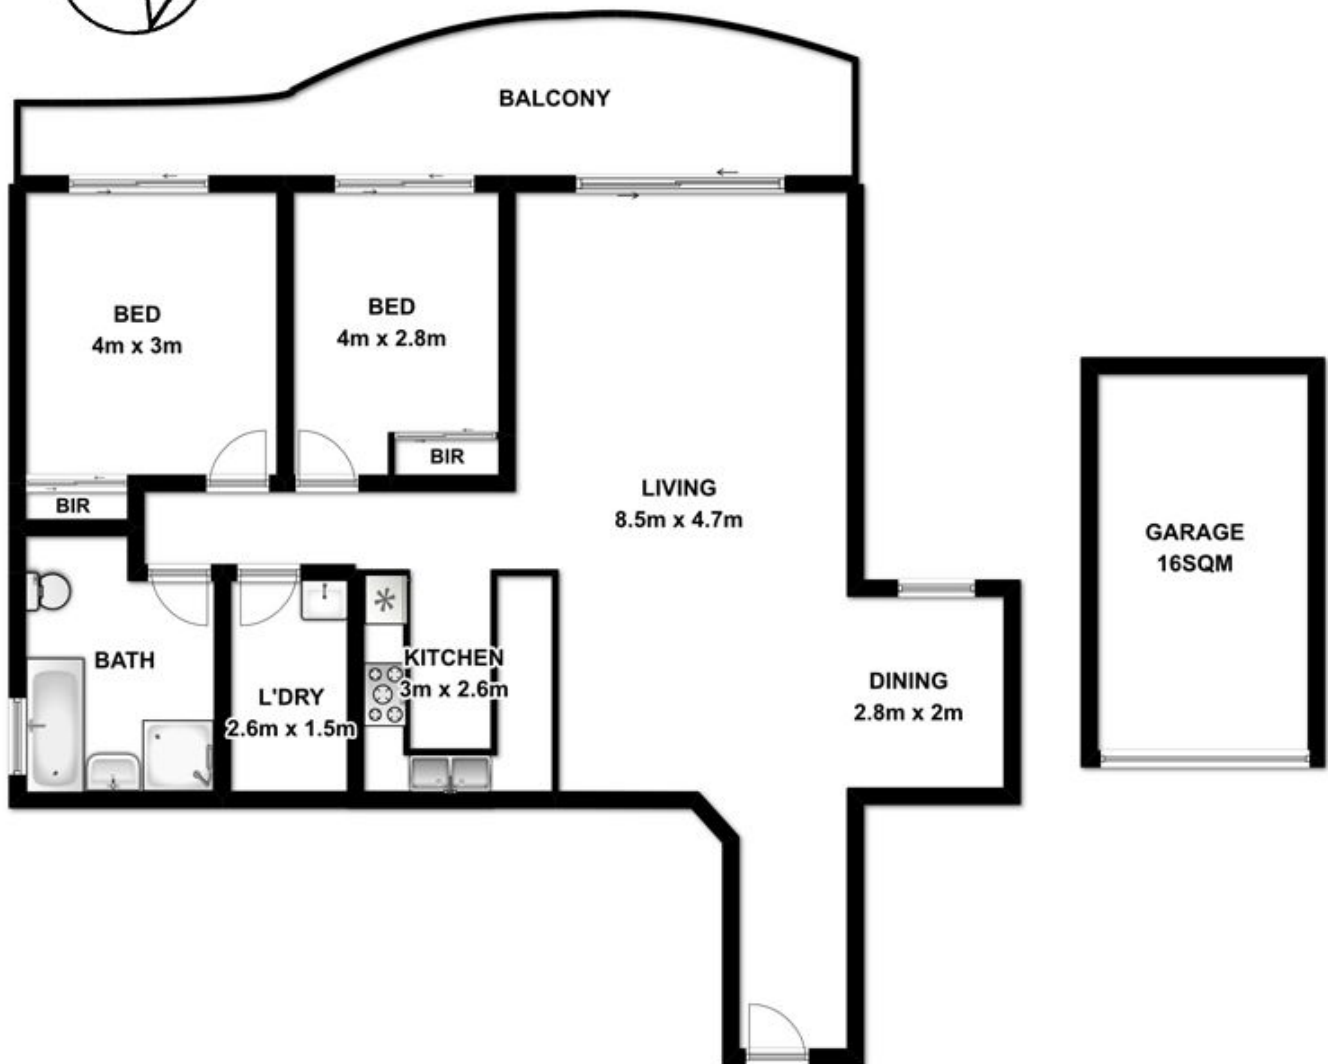 BALCONY
BED
4m x 3m
BED
4m x 2.8m
BIR
BIR
LIVING
8.5m x 4.7m
GARAGE
16SQM
BATH
KITCHEN
3m x 2.6m
L'DRY
2.6m x 1.5m
DINING
2.8m x 2m